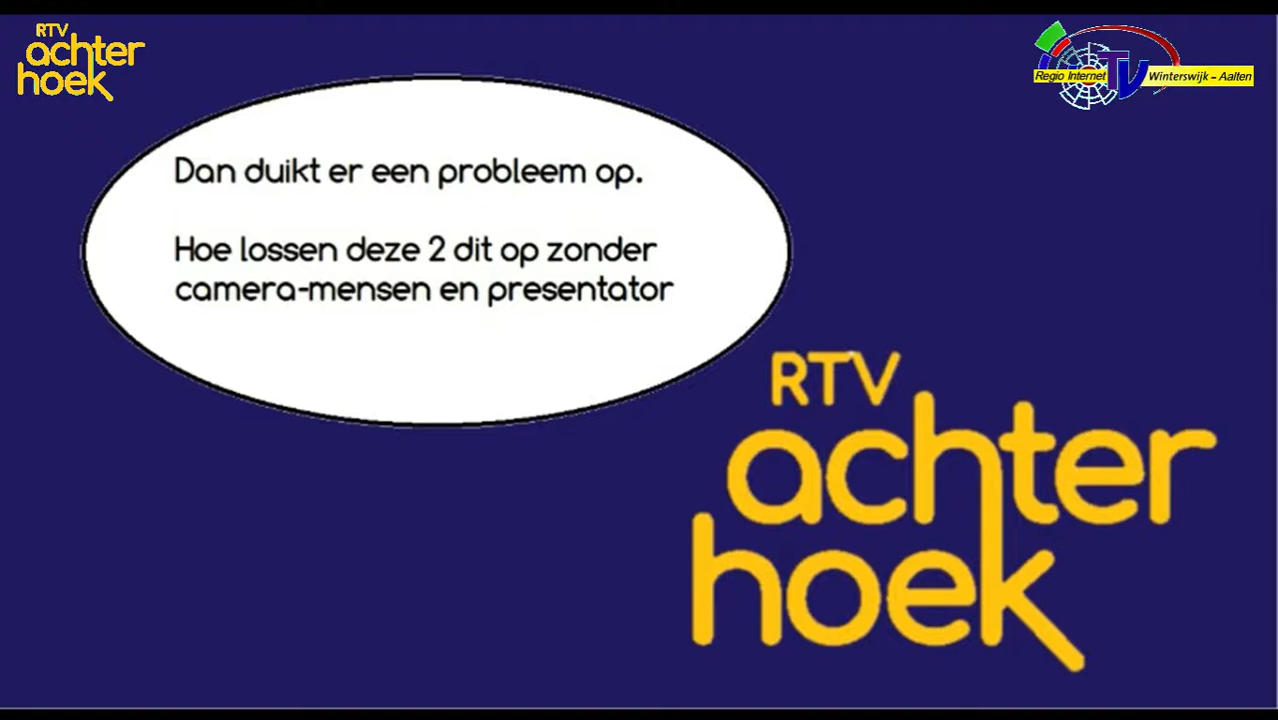 RTV
achter
hoek
Regio Internet TV Winterswijk - Aalten
Dan duikt er een probleem op.
Hoe lossen deze 2 dit op zonder
camera-mensen en presentator
RTV
achter
hoek